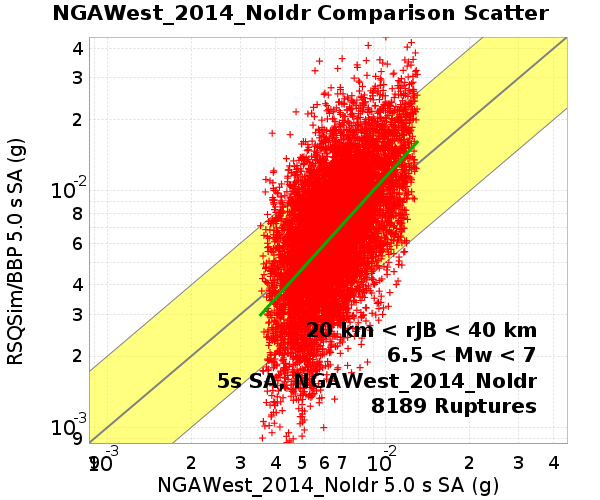 NGAWest_2014_NoIdr Comparison Scatter
RSQSim/BBP 5.0 s SA (g)
4
3
2
10-2
8
6
4
3
2
10-3
9
20 km < rJB < 40 km
6.5 < Mw < 7
5s SA, NGAWest_2014_NoIdr
8189 Ruptures
9 10-3 2 3 4 5 6 7 10-2 2 3 4
NGAWest_2014_NoIdr 5.0 s SA (g)